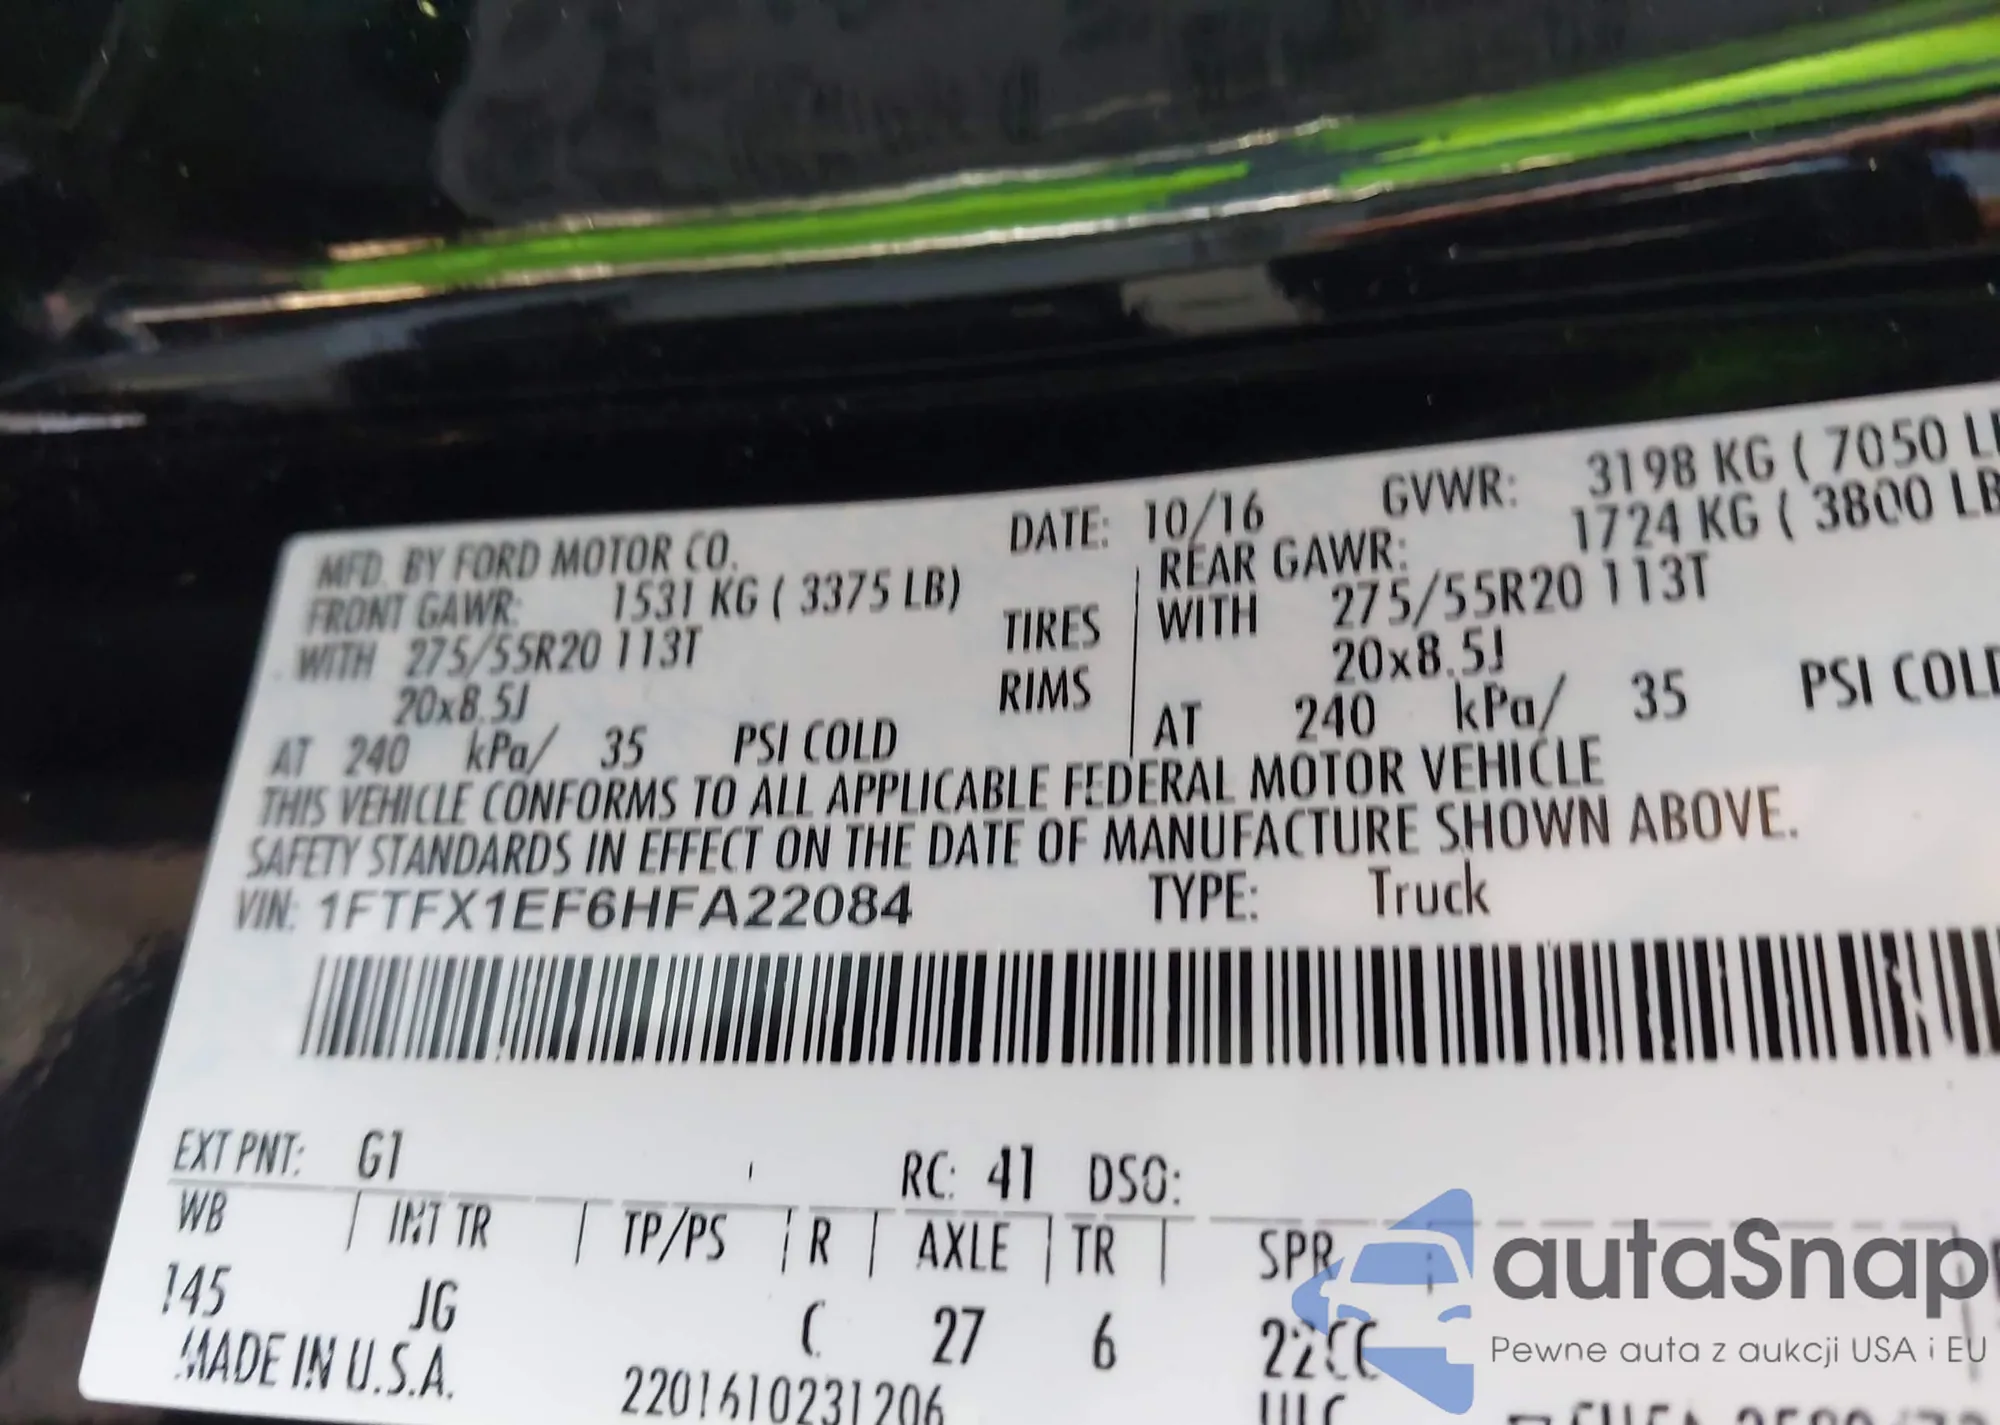 MFD. BY FORD MOTOR CO. DATE: 10/16 GVWR: 3198 KG ( 7050 L
FRONT GAWR: 1531 KG ( 3375 LB) REAR GAWR: 1724 KG ( 3800 LB
WITH 275/55R20 113T TIRES WITH 275/55R20 113T
20x8.5J RIMS 20x8.5J
AT 240 kPa/ 35 PSI COLD AT 240 kPa/ 35 PSI COLD
THIS VEHICLE CONFORMS TO ALL APPLICABLE FEDERAL MOTOR VEHICLE
SAFETY STANDARDS IN EFFECT ON THE DATE OF MANUFACTURE SHOWN ABOVE.
VIN: 1FTFX1EF6HFA22084 TYPE: Truck
EXT PNT: G1 RC: 41 DSO:
WB | INT TR | TP/PS | R | AXLE | TR | SPR
145 JG C 27 6 22CC
MADE IN U.S.A. 2201610231206
autaSnap
Pewne auta z aukcji USA i EU